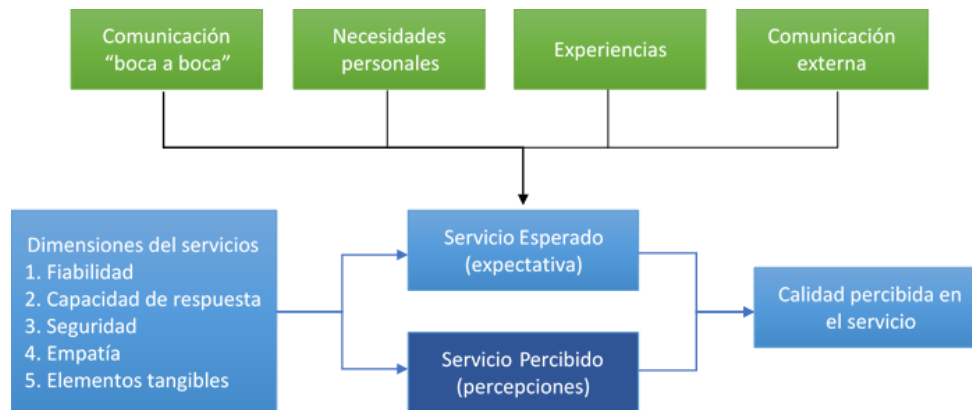 Comunicación
“boca a boca”
Necesidades
personales
Experiencias
Comunicación
externa
Dimensiones del servicios
1. Fiabilidad
2. Capacidad de respuesta
3. Seguridad
4. Empatía
5. Elementos tangibles
Servicio Esperado
(expectativa)
Servicio Percibido
(percepciones)
Calidad percibida en
el servicio